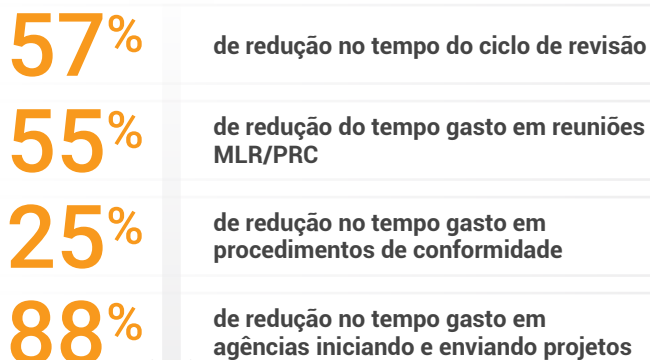 57%
de redução no tempo do ciclo de revisão
55%
de redução do tempo gasto em reuniões
MLR/PRC
25%
de redução no tempo gasto em
procedimentos de conformidade
88%
de redução no tempo gasto em
agências iniciando e enviando projetos